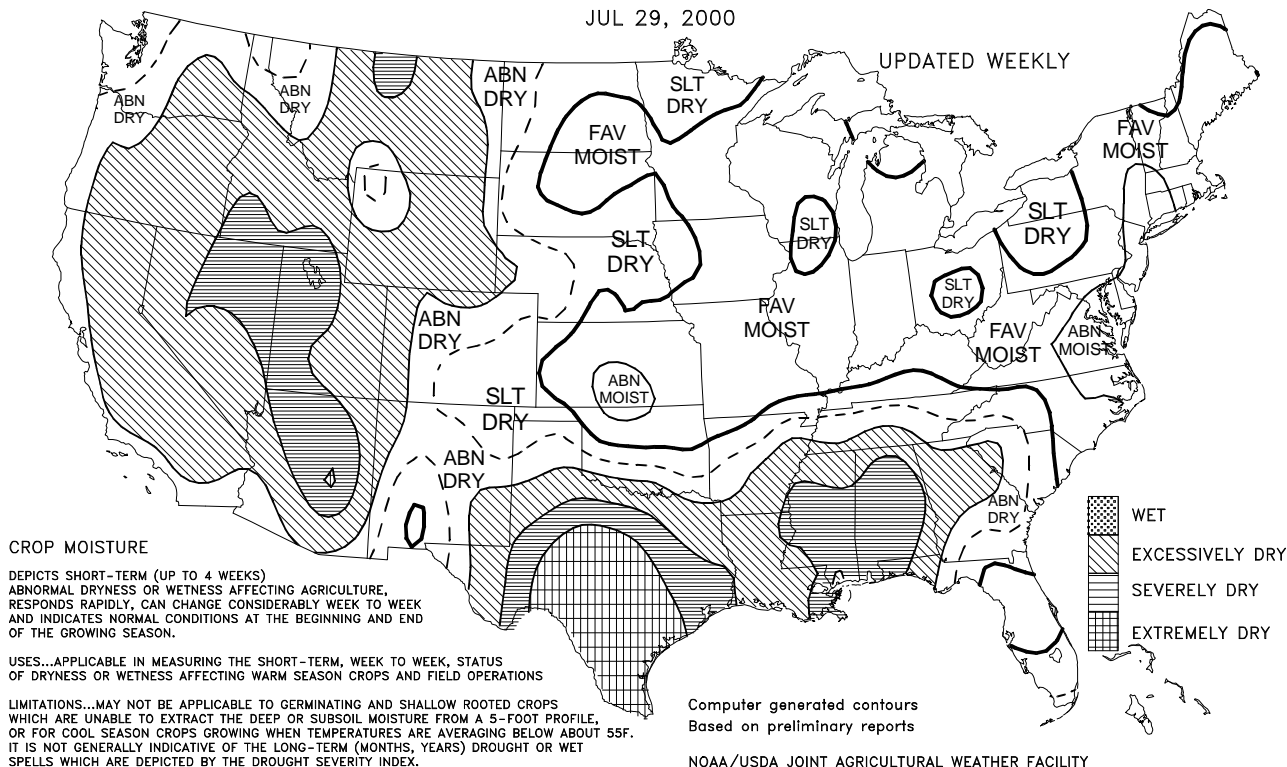 JUL 29, 2000
UPDATED WEEKLY
ABN
DRY
SLT
DRY
ABN
DRY
ABN
DRY
FAV
MOIST
FAV
MOIST
SLT
DRY
SLT
DRY
SLT
DRY
SLT
DRY
ABN
DRY
FAV
MOIST
FAV
MOIST
ABN
MOIST
ABN
MOIST
SLT
DRY
ABN
DRY
ABN
DRY
WET
EXCESSIVELY DRY
SEVERELY DRY
EXTREMELY DRY
CROP MOISTURE
DEPICTS SHORT-TERM (UP TO 4 WEEKS)
ABNORMAL DRYNESS OR WETNESS AFFECTING AGRICULTURE,
RESPONDS RAPIDLY, CAN CHANGE CONSIDERABLY WEEK TO WEEK
AND INDICATES NORMAL CONDITIONS AT THE BEGINNING AND END
OF THE GROWING SEASON.
USES...APPLICABLE IN MEASURING THE SHORT-TERM, WEEK TO WEEK, STATUS
OF DRYNESS OR WETNESS AFFECTING WARM SEASON CROPS AND FIELD OPERATIONS
LIMITATIONS...MAY NOT BE APPLICABLE TO GERMINATING AND SHALLOW ROOTED CROPS
WHICH ARE UNABLE TO EXTRACT THE DEEP OR SUBSOIL MOISTURE FROM A 5-FOOT PROFILE,
OR FOR COOL SEASON CROPS GROWING WHEN TEMPERATURES ARE AVERAGING BELOW ABOUT 55F.
IT IS NOT GENERALLY INDICATIVE OF THE LONG-TERM (MONTHS, YEARS) DROUGHT OR WET
SPELLS WHICH ARE DEPICTED BY THE DROUGHT SEVERITY INDEX.
Computer generated contours
Based on preliminary reports
NOAA/USDA JOINT AGRICULTURAL WEATHER FACILITY